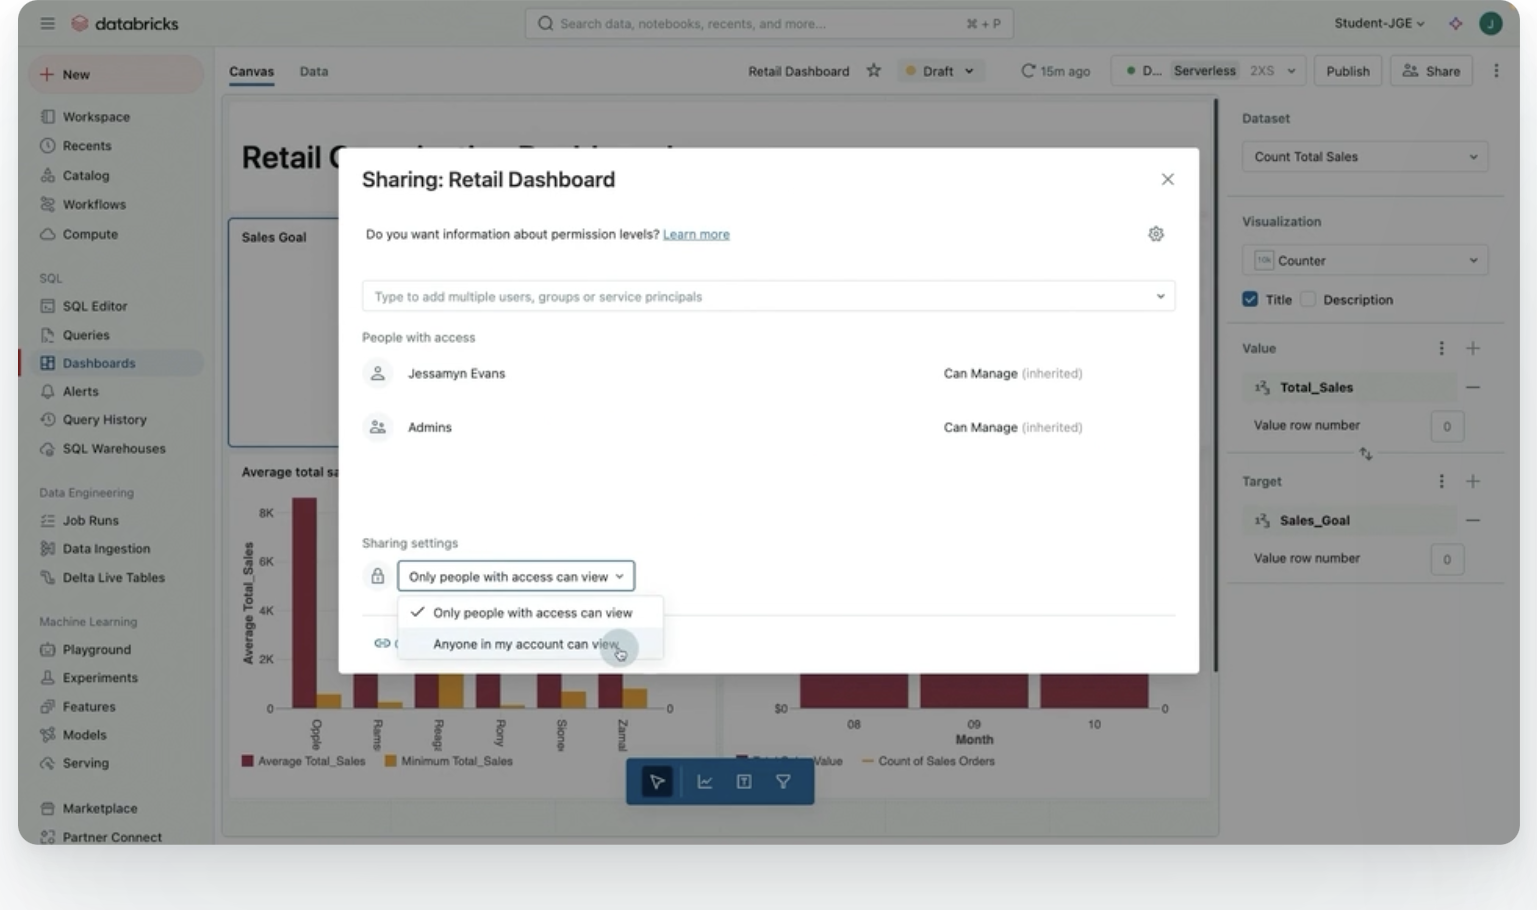 databricks
Search data, notebooks, recents, and more...
⌘ + P
Student-JGE
J
New
Workspace
Recents
Catalog
Workflows
Compute
SQL
SQL Editor
Queries
Dashboards
Alerts
Query History
SQL Warehouses
Data Engineering
Job Runs
Data Ingestion
Delta Live Tables
Machine Learning
Playground
Experiments
Features
Models
Serving
Marketplace
Partner Connect
Canvas
Data
Retail Dashboard
Draft
15m ago
D... Serverless 2XS
Publish
Share
Retail
Sales Goal
Sharing: Retail Dashboard
Do you want information about permission levels? Learn more
Type to add multiple users, groups or service principals
People with access
Jessamyn Evans
Can Manage (inherited)
Admins
Can Manage (inherited)
Sharing settings
Only people with access can view
Only people with access can view
Anyone in my account can view
Average total sa
Average Total_Sales
8K
6K
4K
2K
0
0
Opple
Rams
Reaga
Rony
Sione
Zamal
Average Total_Sales
Minimum Total_Sales
$0
0
08
09
10
Month
Value
Count of Sales Orders
Dataset
Count Total Sales
Visualization
10k
Counter
Title
Description
Value
123 Total_Sales
Value row number
0
Target
123 Sales_Goal
Value row number
0